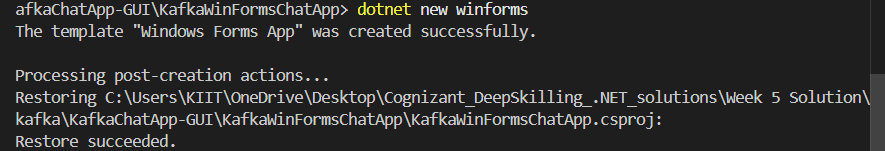 afkaChatApp-GUI\KafkaWinFormsChatApp> dotnet new winforms
The template "Windows Forms App" was created successfully.
Processing post-creation actions...
Restoring C:\Users\KIIT\OneDrive\Desktop\Cognizant_DeepSkilling_.NET_solutions\Week 5 Solution\
kafka\KafkaChatApp-GUI\KafkaWinFormsChatApp\KafkaWinFormsChatApp.csproj:
Restore succeeded.